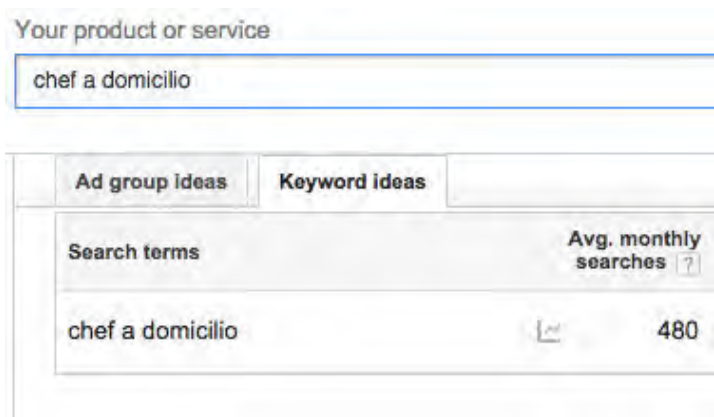 Your product or service
chef a domicilio
Ad group ideas Keyword ideas
Search terms Avg. monthly
searches ?
chef a domicilio 480